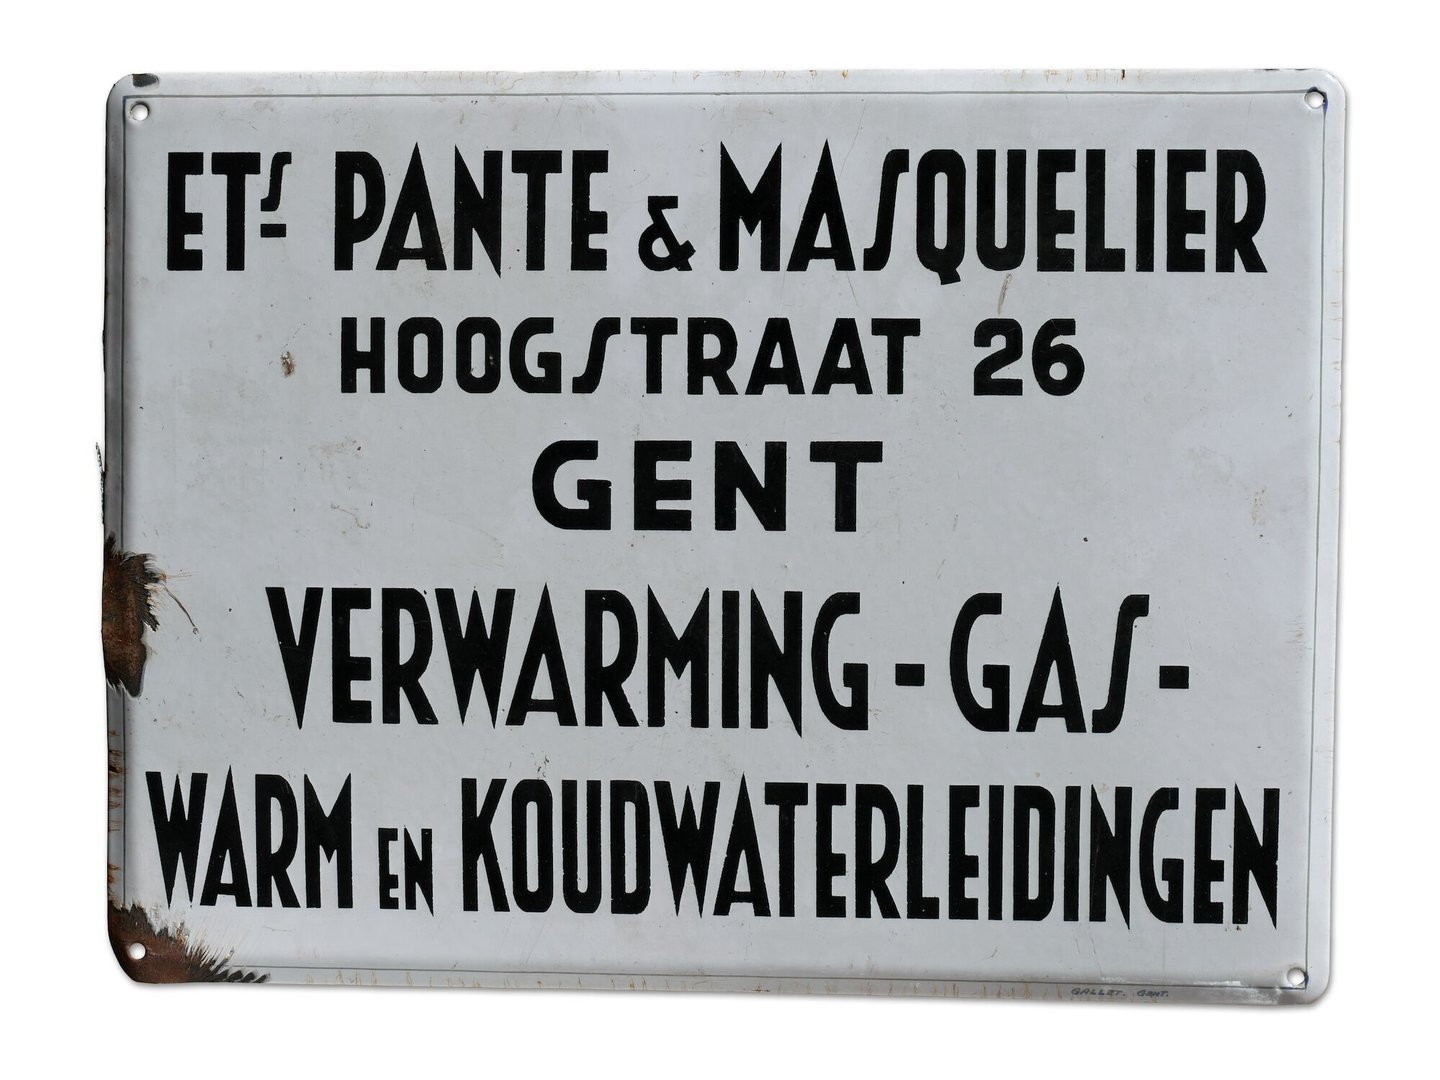 ETS PANTE & MASQUELIER
HOOGSTRAAT 26
GENT
VERWARMING - GAS -
WARM EN KOUDWATERLEIDINGEN
GALLET. GENT.